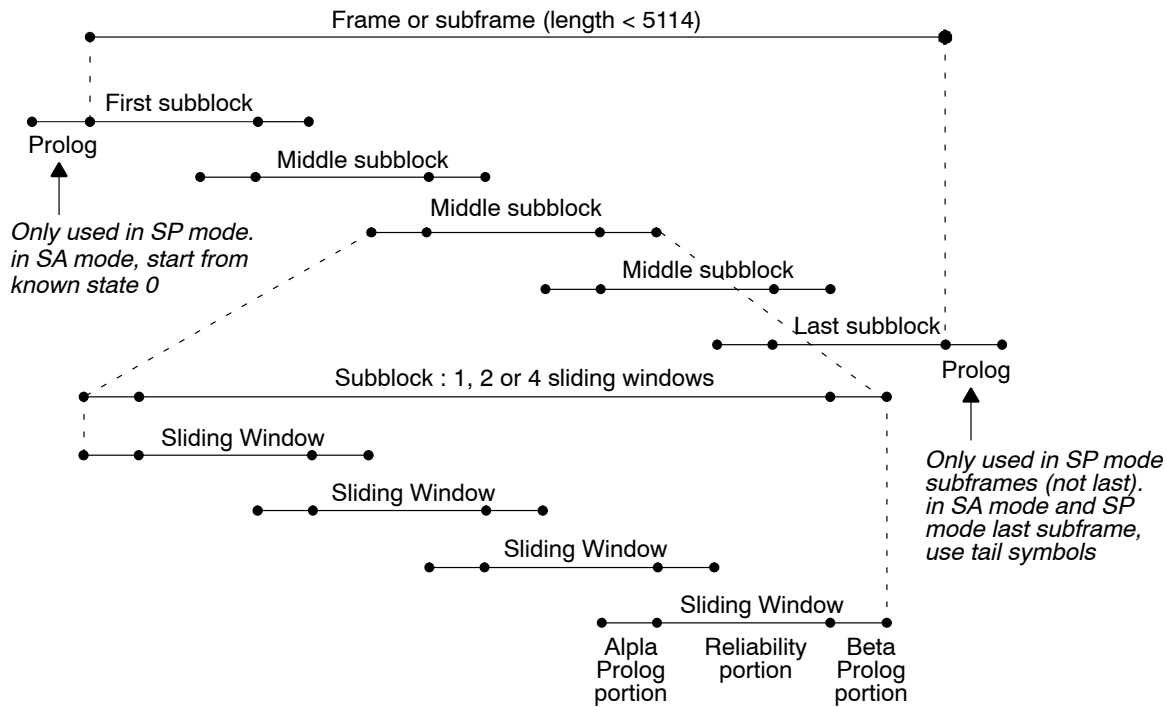 Frame or subframe (length < 5114)
First subblock
Prolog
Middle subblock
Middle subblock
Only used in SP mode.
in SA mode, start from
known state 0
Middle subblock
Last subblock
Prolog
Subblock : 1, 2 or 4 sliding windows
Sliding Window
Sliding Window
Only used in SP mode
subframes (not last).
in SA mode and SP
mode last subframe,
use tail symbols
Sliding Window
Sliding Window
Alpla
Prolog
portion
Reliability
portion
Beta
Prolog
portion